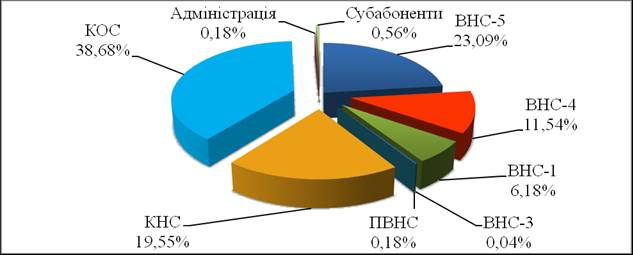 Адміністрація
0,18%
Субабоненти
0,56%
ВНС-5
23,09%
КОС
38,68%
ВНС-4
11,54%
ВНС-1
6,18%
КНС
19,55%
ПВНС
0,18%
ВНС-3
0,04%